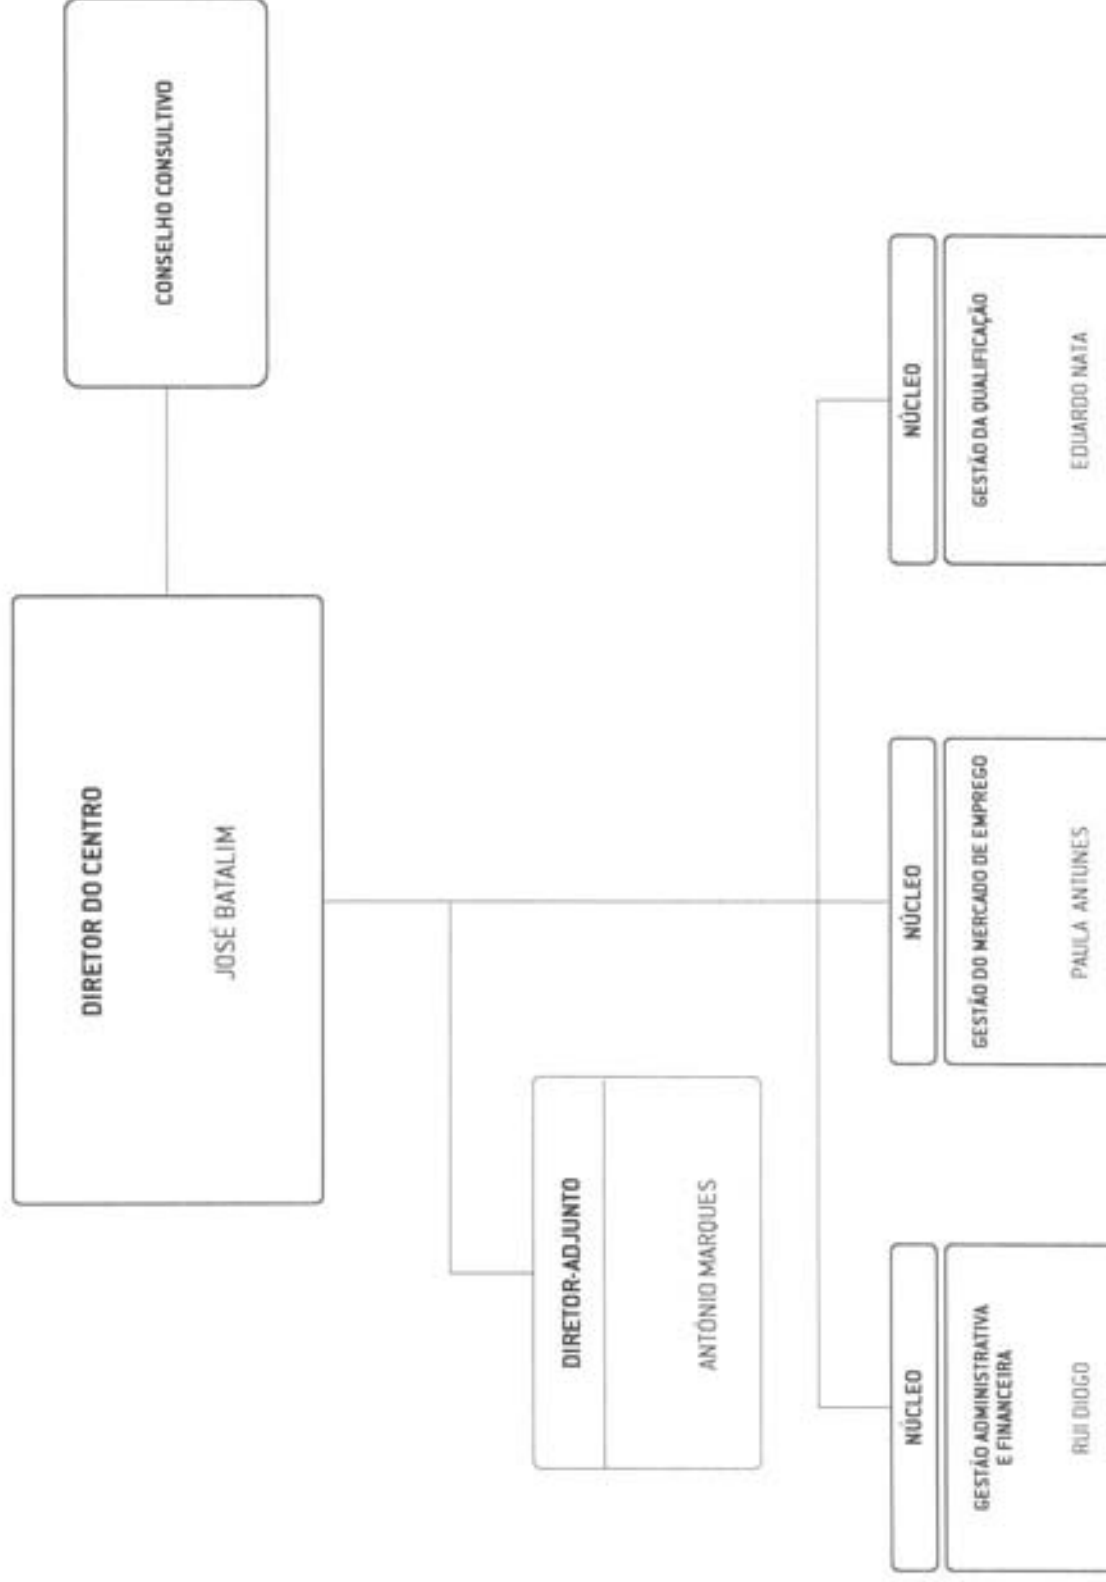 DIRETOR DO CENTRO
JOSÉ BATALIM
CONSELHO CONSULTIVO
DIRETOR-ADJUNTO
ANTÓNIO MARQUES
NÚCLEO
GESTÃO ADMINISTRATIVA
E FINANCEIRA
RUI DIOGO
NÚCLEO
GESTÃO DO MERCADO DE EMPREGO
PAULA ANTUNES
NÚCLEO
GESTÃO DA QUALIFICAÇÃO
EDUARDO NATA